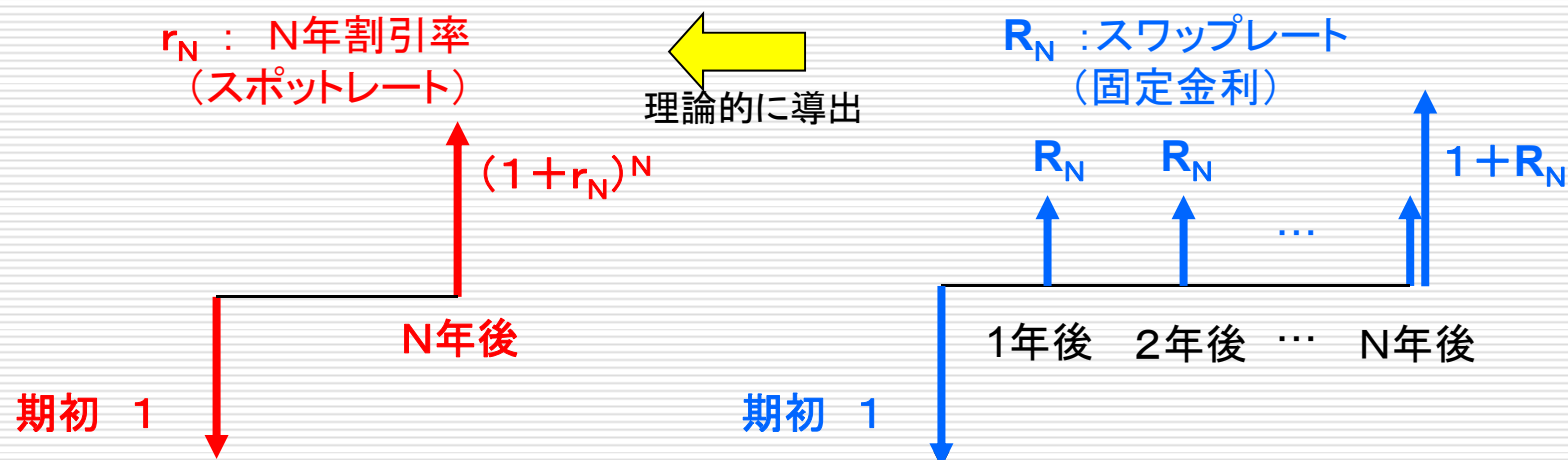 rN : N年割引率
(スポットレート)
理論的に導出
RN :スワップレート
(固定金利)
(1+rN)N
RN RN … 1+RN
N年後
1年後 2年後 … N年後
期初 1
期初 1